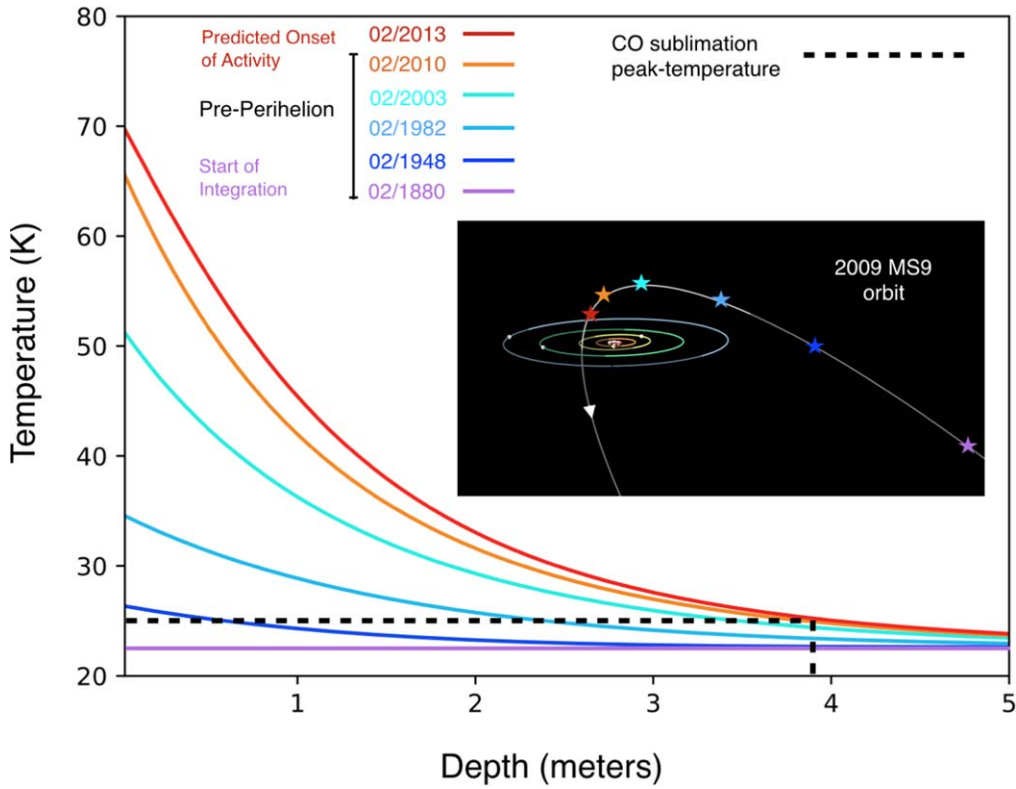 80
70
60
50
40
30
20
Temperature (K)
Predicted Onset
of Activity
Pre-Perihelion
Start of
Integration
02/2013
02/2010
02/2003
02/1982
02/1948
02/1880
CO sublimation
peak-temperature
2009 MS9
orbit
1
2
3
4
5
Depth (meters)